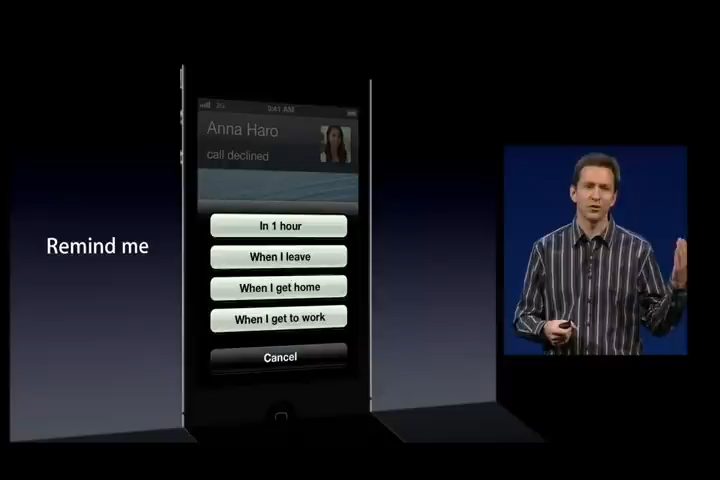 Remind me
3G
9:41 AM
Anna Haro
call declined
In 1 hour
When I leave
When I get home
When I get to work
Cancel